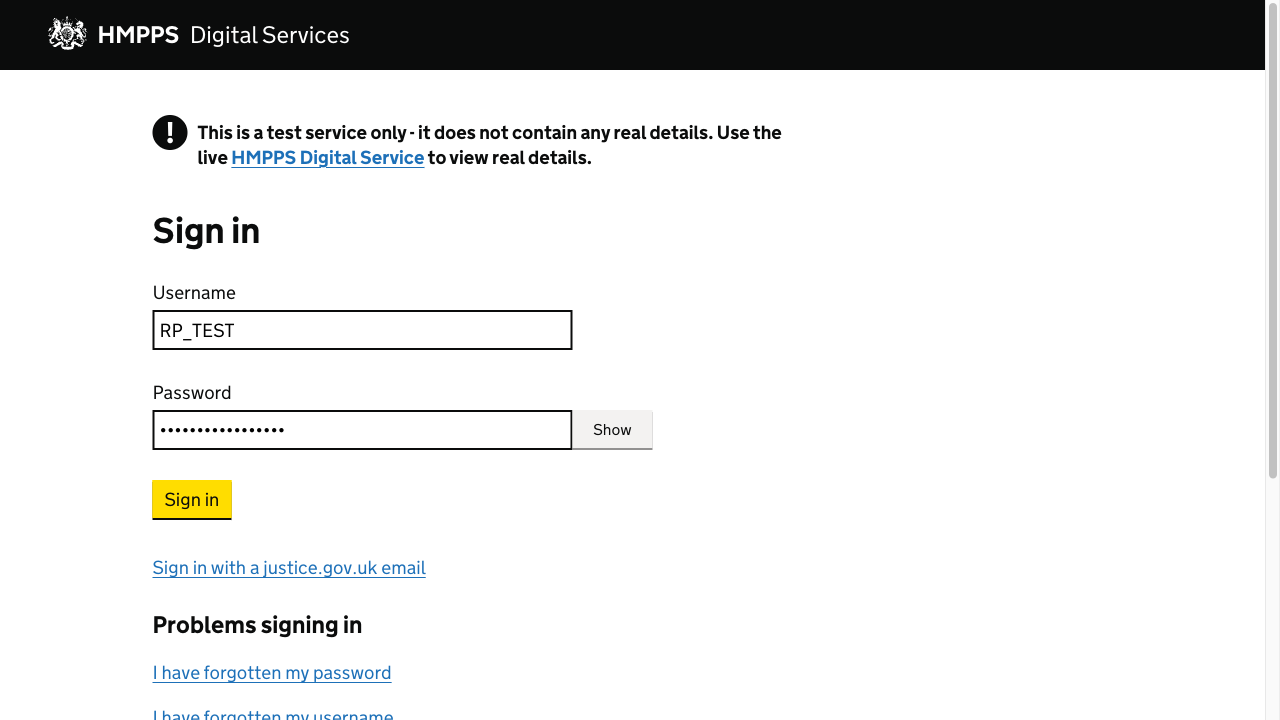 HMPPS Digital Services
This is a test service only - it does not contain any real details. Use the
live HMPPS Digital Service to view real details.
Sign in
Username
RP_TEST
Password
•••••••••••••••••
Show
Sign in
Sign in with a justice.gov.uk email
Problems signing in
I have forgotten my password
I have forgotten my username